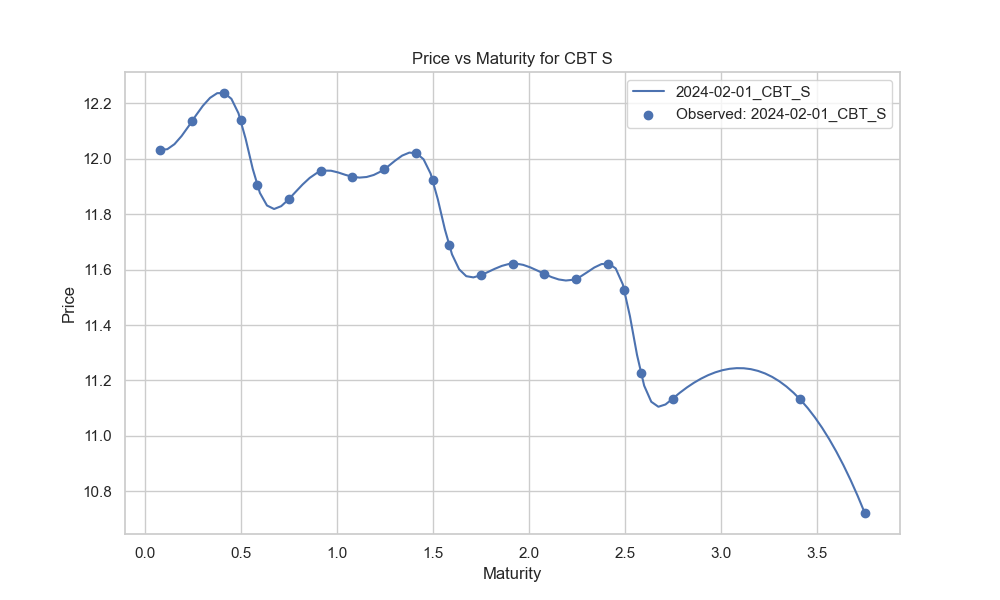 Price vs Maturity for CBT S
2024-02-01_CBT_S
Observed: 2024-02-01_CBT_S
Price
12.2
12.0
11.8
11.6
11.4
11.2
11.0
10.8
0.0 0.5 1.0 1.5 2.0 2.5 3.0 3.5
Maturity